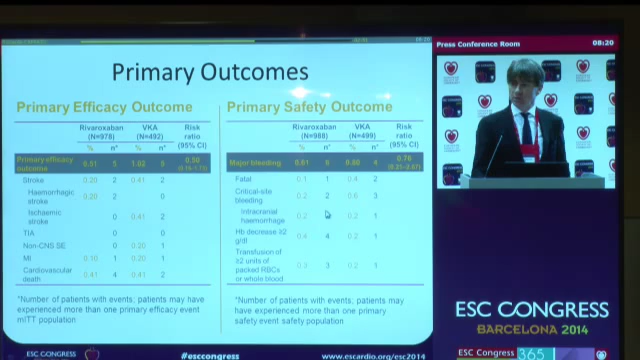 Press Conference Room 08:20
Primary Outcomes
Primary Efficacy Outcome
Rivaroxaban (N=978) VKA (N=492) Risk ratio (95% CI)
% n* % n*
Primary efficacy outcome 0.51 5 1.02 5 0.50
Stroke 0.20 2 0.41 2
Haemorrhagic stroke 0.20 2 0
Ischaemic stroke 0 0.41 2
TIA 0 0
Non-CNS SE 0 0.20 1
MI 0.10 1 0.20 1
Cardiovascular death 0.41 4 0.41 2
*Number of patients with events; patients may
have experienced more than one primary efficacy event
mITT population
Primary Safety Outcome
Rivaroxaban (N=988) VKA (N=499) Risk ratio (95% CI)
% n* % n*
Major bleeding 0.61 6 0.80 4 0.76
Fatal 0.1 1 0.4 2
Critical-site bleeding 0.2 2 0.6 3
Intracranial haemorrhage 0.2 0.2 1
Hb decrease ≥2 g/dl 0.4 4 0.2 1
Transfusion of ≥2 units of packed RBCs or whole blood 0.3 3 0.2 1
*Number of patients with events; patients may
have experienced more than one primary
safety event safety population
ESC CONGRESS
BARCELONA 2014
ESC CONGRESS #esccongress www.escardio.org/esc2014
ESC Congress 365